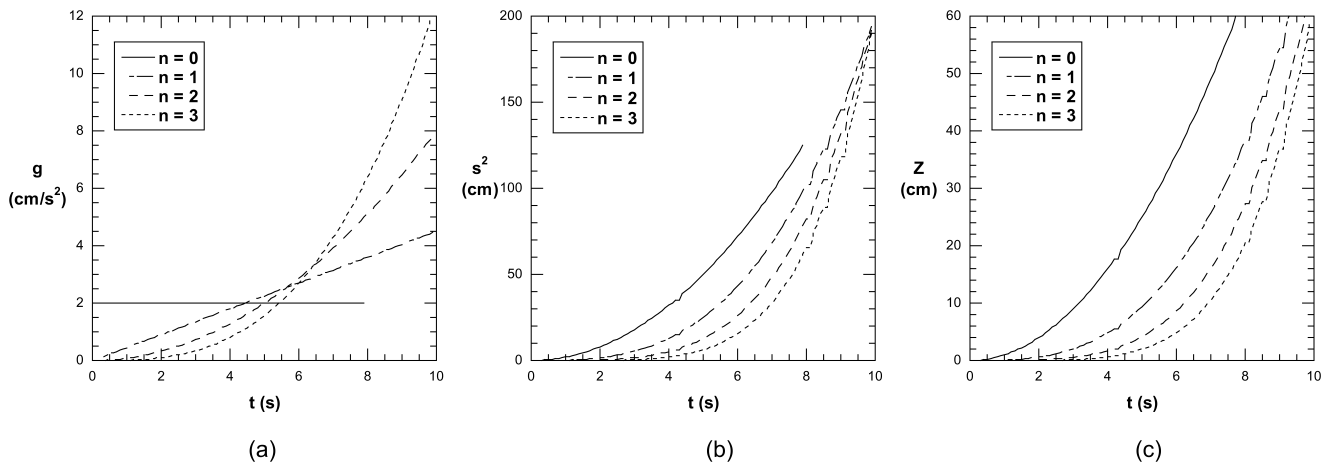 12
10
8
6
4
2
0
g
(cm/s²)
n = 0
n = 1
n = 2
n = 3
0 2 4 6 8 10
t (s)
(a)
200
150
100
50
0
s²
(cm)
n = 0
n = 1
n = 2
n = 3
0 2 4 6 8 10
t (s)
(b)
60
50
40
30
20
10
0
Z
(cm)
n = 0
n = 1
n = 2
n = 3
0 2 4 6 8 10
t (s)
(c)